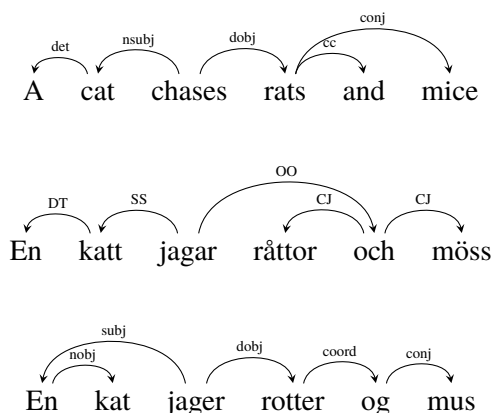 det nsubj dobj cc conj
A cat chases rats and mice
DT SS OO CJ CJ
En katt jagar råttor och möss
subj nobj dobj coord conj
En kat jager rotter og mus